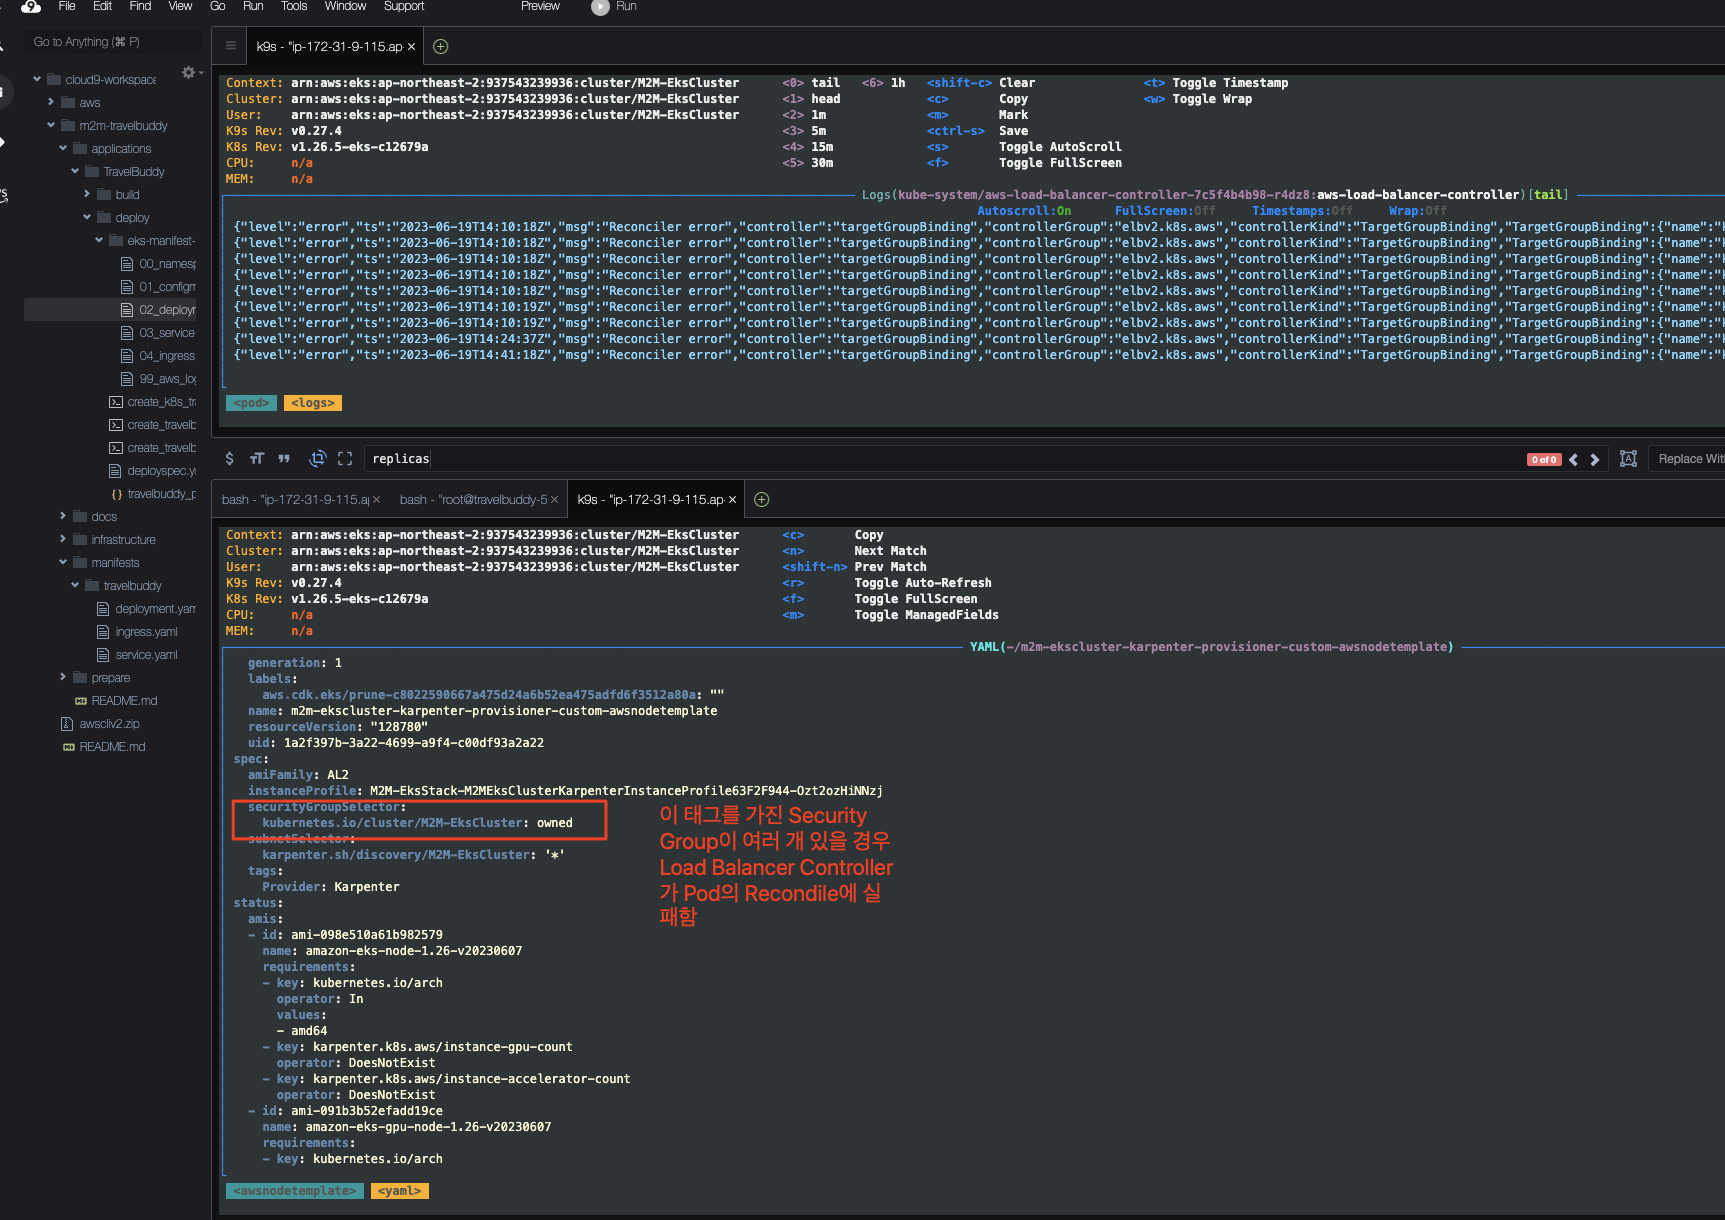 File Edit Find View Go Run Tools Window Support Preview Run
Go to Anything (⌘ P)
cloud9-workspace
aws
m2m-travelbuddy
applications
TravelBuddy
build
deploy
eks-manifest-
00_namesp
01_configm
02_deployr
03_service
04_ingress
99_aws_log
create_k8s_tr
create_travelb
create_travelb
deployspec.y
travelbuddy_p
docs
infrastructure
manifests
travelbuddy
deployment.yam
ingress.yaml
service.yaml
prepare
README.md
awscliv2.zip
README.md
k9s - "ip-172-31-9-115.ap
Context: arn:aws:eks:ap-northeast-2:937543239936:cluster/M2M-EksCluster <0> tail <6> 1h <shift-c> Clear <t> Toggle Timestamp
Cluster: arn:aws:eks:ap-northeast-2:937543239936:cluster/M2M-EksCluster <1> head <c> Copy <w> Toggle Wrap
User: arn:aws:eks:ap-northeast-2:937543239936:cluster/M2M-EksCluster <2> 1m <m> Mark
K9s Rev: v0.27.4 <3> 5m <ctrl-s> Save
K8s Rev: v1.26.5-eks-c12679a <4> 15m <s> Toggle AutoScroll
CPU: n/a <5> 30m <f> Toggle FullScreen
MEM: n/a
Logs(kube-system/aws-load-balancer-controller-7c5f4b4b98-r4dz8:aws-load-balancer-controller)[tail]
Autoscroll:On FullScreen:Off Timestamps:Off Wrap:Off
{"level":"error","ts":"2023-06-19T14:10:18Z","msg":"Reconciler error","controller":"targetGroupBinding","controllerGroup":"elbv2.k8s.aws","controllerKind":"TargetGroupBinding","TargetGroupBinding":{"name":"k
{"level":"error","ts":"2023-06-19T14:10:18Z","msg":"Reconciler error","controller":"targetGroupBinding","controllerGroup":"elbv2.k8s.aws","controllerKind":"TargetGroupBinding","TargetGroupBinding":{"name":"k
{"level":"error","ts":"2023-06-19T14:10:18Z","msg":"Reconciler error","controller":"targetGroupBinding","controllerGroup":"elbv2.k8s.aws","controllerKind":"TargetGroupBinding","TargetGroupBinding":{"name":"k
{"level":"error","ts":"2023-06-19T14:10:18Z","msg":"Reconciler error","controller":"targetGroupBinding","controllerGroup":"elbv2.k8s.aws","controllerKind":"TargetGroupBinding","TargetGroupBinding":{"name":"k
{"level":"error","ts":"2023-06-19T14:10:18Z","msg":"Reconciler error","controller":"targetGroupBinding","controllerGroup":"elbv2.k8s.aws","controllerKind":"TargetGroupBinding","TargetGroupBinding":{"name":"k
{"level":"error","ts":"2023-06-19T14:10:19Z","msg":"Reconciler error","controller":"targetGroupBinding","controllerGroup":"elbv2.k8s.aws","controllerKind":"TargetGroupBinding","TargetGroupBinding":{"name":"k
{"level":"error","ts":"2023-06-19T14:10:19Z","msg":"Reconciler error","controller":"targetGroupBinding","controllerGroup":"elbv2.k8s.aws","controllerKind":"TargetGroupBinding","TargetGroupBinding":{"name":"k
{"level":"error","ts":"2023-06-19T14:24:37Z","msg":"Reconciler error","controller":"targetGroupBinding","controllerGroup":"elbv2.k8s.aws","controllerKind":"TargetGroupBinding","TargetGroupBinding":{"name":"k
{"level":"error","ts":"2023-06-19T14:41:18Z","msg":"Reconciler error","controller":"targetGroupBinding","controllerGroup":"elbv2.k8s.aws","controllerKind":"TargetGroupBinding","TargetGroupBinding":{"name":"k
<pod> <logs>
replicas 0 of 0 Replace Wit
bash - "ip-172-31-9-115.a bash - "root@travelbuddy-5 k9s - "ip-172-31-9-115.ap
Context: arn:aws:eks:ap-northeast-2:937543239936:cluster/M2M-EksCluster <c> Copy
Cluster: arn:aws:eks:ap-northeast-2:937543239936:cluster/M2M-EksCluster <n> Next Match
User: arn:aws:eks:ap-northeast-2:937543239936:cluster/M2M-EksCluster <shift-n> Prev Match
K9s Rev: v0.27.4 <r> Toggle Auto-Refresh
K8s Rev: v1.26.5-eks-c12679a <f> Toggle FullScreen
CPU: n/a <m> Toggle ManagedFields
MEM: n/a
YAML(-/m2m-ekscluster-karpenter-provisioner-custom-awsnodetemplate)
generation: 1
labels:
aws.cdk.eks/prune-c8022590667a475d24a6b52ea475adfd6f3512a80a: ""
name: m2m-ekscluster-karpenter-provisioner-custom-awsnodetemplate
resourceVersion: "128780"
uid: 1a2f397b-3a22-4699-a9f4-c00df93a2a22
spec:
amiFamily: AL2
instanceProfile: M2M-EksStack-M2MEksClusterKarpenterInstanceProfile63F2F944-Ozt2ozHiNNzj
securityGroupSelector:
kubernetes.io/cluster/M2M-EksCluster: owned
subnetSelector:
karpenter.sh/discovery/M2M-EksCluster: '*'
tags:
Provider: Karpenter
status:
amis:
- id: ami-098e510a61b982579
name: amazon-eks-node-1.26-v20230607
requirements:
- key: kubernetes.io/arch
operator: In
values:
- amd64
- key: karpenter.k8s.aws/instance-gpu-count
operator: DoesNotExist
- key: karpenter.k8s.aws/instance-accelerator-count
operator: DoesNotExist
- id: ami-091b3b52efadd19ce
name: amazon-eks-gpu-node-1.26-v20230607
requirements:
- key: kubernetes.io/arch
이 태그를 가진 Security
Group이 여러 개 있을 경우
Load Balancer Controller
가 Pod의 Recondile에 실
패함
<awsnodetemplate> <yaml>